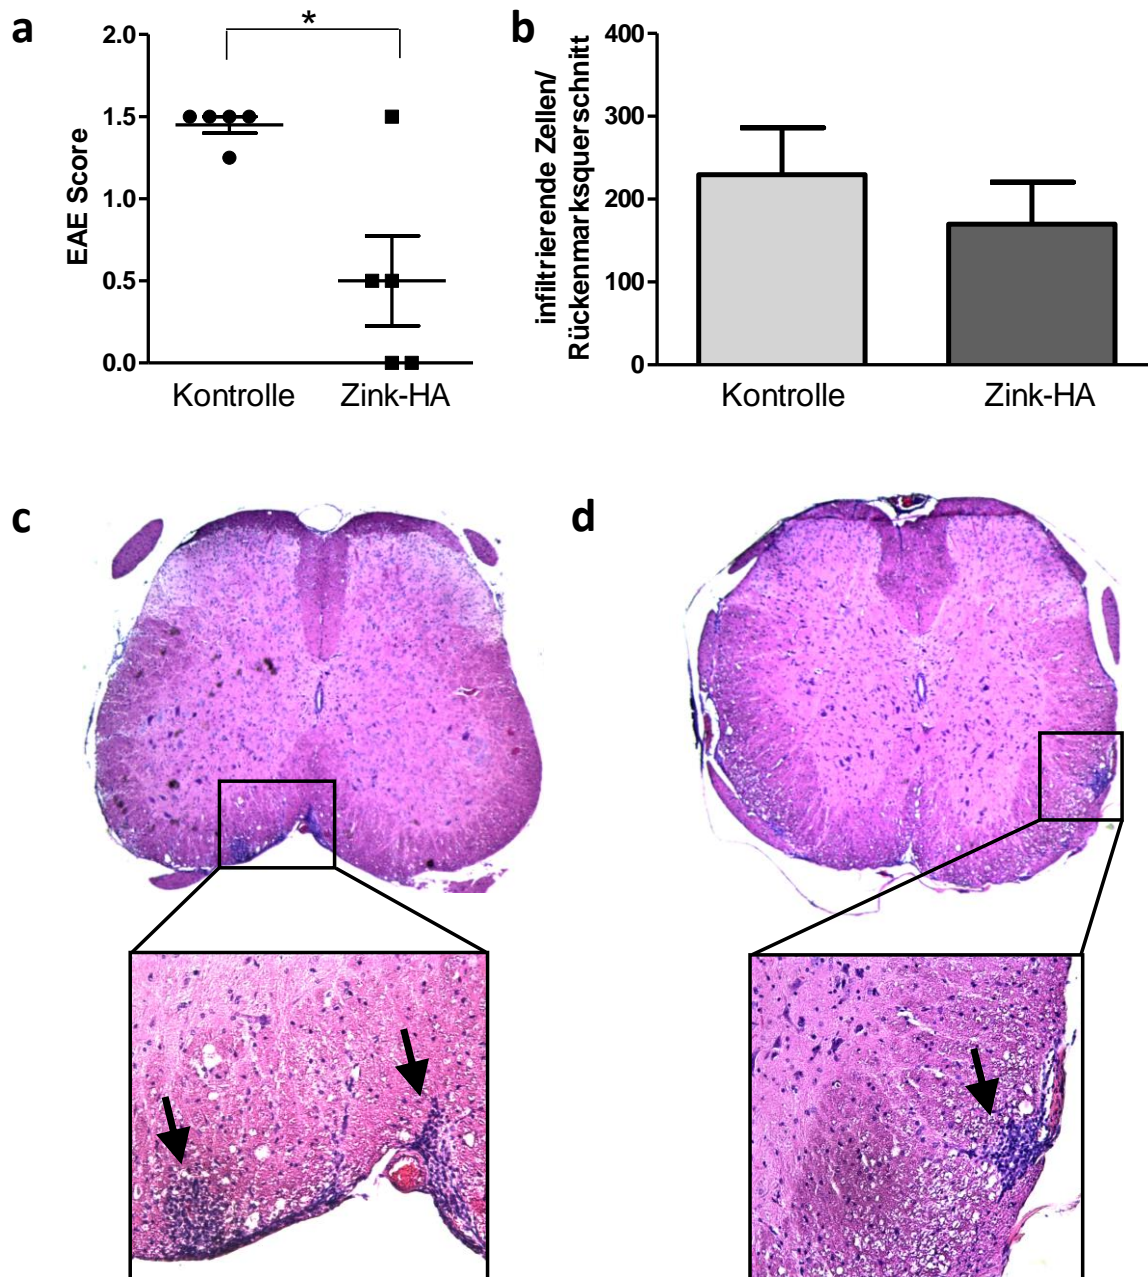 a
*
2.0
1.5
1.0
0.5
0.0
EAE Score
Kontrolle
Zink-HA
b
400
300
200
100
0
infiltrierende Zellen/
Rückenmarksquerschnitt
Kontrolle
Zink-HA
c
d